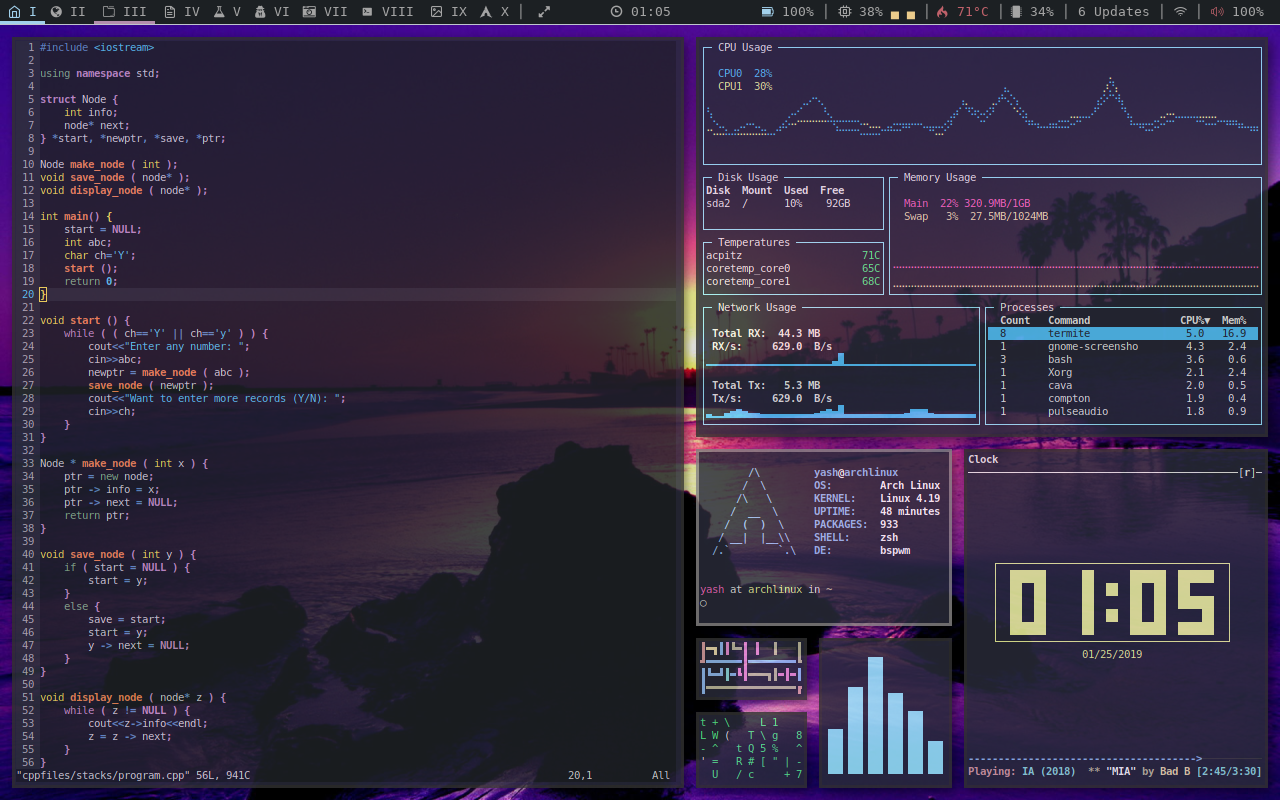 I II III IV V VI VII VIII IX X 01:05 100% 38% 71°C 34% 6 Updates 100%
1 #include <iostream>
2
3 using namespace std;
4
5 struct Node {
6     int info;
7     node* next;
8 } *start, *newptr, *save, *ptr;
9
10 Node make_node ( int );
11 void save_node ( node* );
12 void display_node ( node* );
13
14 int main() {
15     start = NULL;
16     int abc;
17     char ch='Y';
18     start ();
19     return 0;
20 }
21
22 void start () {
23     while ( ( ch=='Y' || ch=='y' ) ) {
24         cout<<"Enter any number: ";
25         cin>>abc;
26         newptr = make_node ( abc );
27         save_node ( newptr );
28         cout<<"Want to enter more records (Y/N): ";
29         cin>>ch;
30     }
31 }
32
33 Node * make_node ( int x ) {
34     ptr = new node;
35     ptr -> info = x;
36     ptr -> next = NULL;
37     return ptr;
38 }
39
40 void save_node ( int y ) {
41     if ( start = NULL ) {
42         start = y;
43     }
44     else {
45         save = start;
46         start = y;
47         y -> next = NULL;
48     }
49 }
50
51 void display_node ( node* z ) {
52     while ( z != NULL ) {
53         cout<<z->info<<endl;
54         z = z -> next;
55     }
56 }
"cppfiles/stacks/program.cpp" 56L, 941C 20,1 All
CPU Usage
CPU0 28%
CPU1 30%
Disk Usage
Disk Mount Used Free
sda2 / 10% 92GB
Memory Usage
Main 22% 320.9MB/1GB
Swap 3% 27.5MB/1024MB
Temperatures
acpitz 71C
coretemp_core0 65C
coretemp_core1 68C
Network Usage
Total RX: 44.3 MB
RX/s: 629.0 B/s
Total Tx: 5.3 MB
Tx/s: 629.0 B/s
Processes
Count Command CPU%▼ Mem%
8 termite 5.0 16.9
1 gnome-screensho 4.3 2.4
3 bash 3.6 0.6
1 Xorg 2.1 2.4
1 cava 2.0 0.5
1 compton 1.9 0.4
1 pulseaudio 1.8 0.9
yash@archlinux
OS: Arch Linux
KERNEL: Linux 4.19
UPTIME: 48 minutes
PACKAGES: 933
SHELL: zsh
DE: bspwm
yash at archlinux in ~
t + \ L 1
L W ( T \ g 8
- ^ t Q 5 % ^
' = R # [ " | -
U / c + 7
Clock
[r]
01:05
01/25/2019
----------------------------------->
Playing: IA (2018) ** "MIA" by Bad B [2:45/3:30]